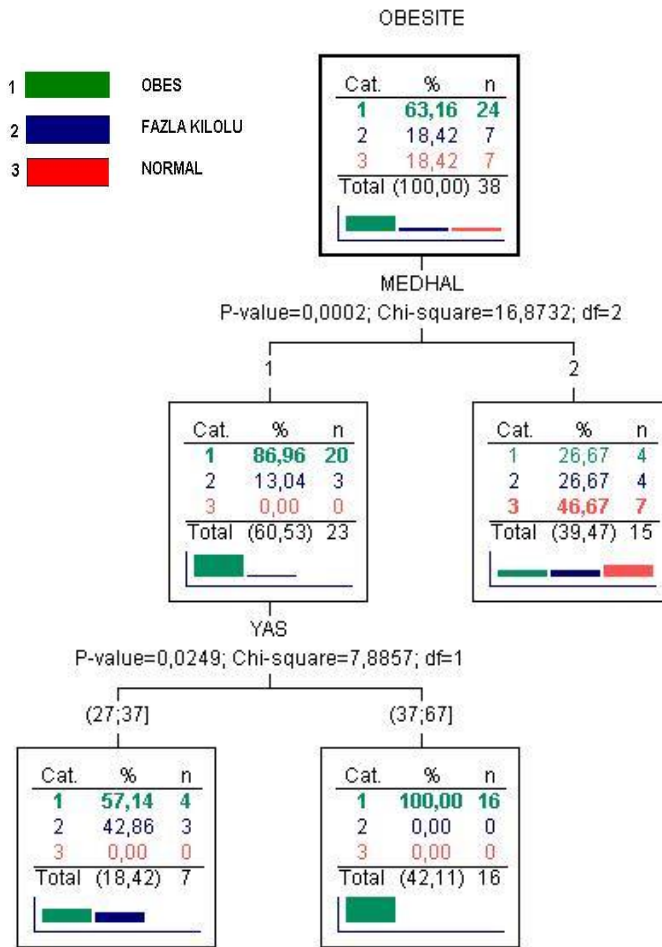 OBESITE
1 OBES
2 FAZLA KILOLU
3 NORMAL
Cat. % n
1 63,16 24
2 18,42 7
3 18,42 7
Total (100,00) 38
MEDHAL
P-value=0,0002; Chi-square=16,8732; df=2
1
2
Cat. % n
1 86,96 20
2 13,04 3
3 0,00 0
Total (60,53) 23
Cat. % n
1 26,67 4
2 26,67 4
3 46,67 7
Total (39,47) 15
YAS
P-value=0,0249; Chi-square=7,8857; df=1
(27;37]
(37;67]
Cat. % n
1 57,14 4
2 42,86 3
3 0,00 0
Total (18,42) 7
Cat. % n
1 100,00 16
2 0,00 0
3 0,00 0
Total (42,11) 16